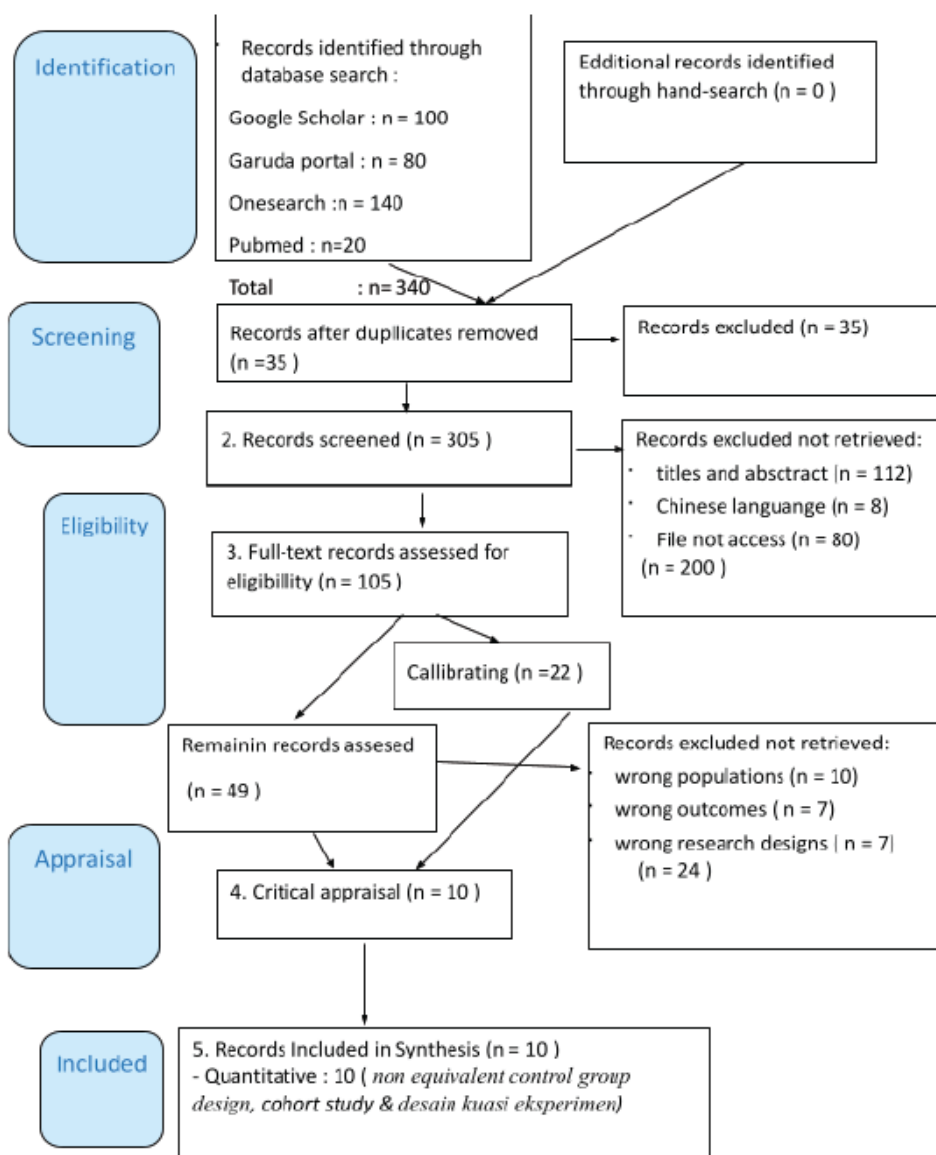 Identification
Records identified through
database search :
Google Scholar : n = 100
Garuda portal : n = 80
Onesearch :n = 140
Pubmed : n=20
Total : n= 340
Edditional records identified
through hand-search (n = 0 )
Screening
Records after duplicates removed
(n =35 )
Records excluded (n = 35)
2. Records screened (n = 305 )
Records excluded not retrieved:
· titles and absctract |n = 112)
· Chinese languange (n = 8)
· File not access (n = 80)
(n = 200 )
Eligibility
3. Full-text records assessed for
eligibillity (n = 105 )
Callibrating (n =22 )
Remainin records assesed
(n = 49 )
Records excluded not retrieved:
· wrong populations (n = 10)
· wrong outcomes ( n = 7)
· wrong research designs | n = 7|
(n = 24 )
Appraisal
4. Critical appraisal (n = 10 )
Included
5. Records Included in Synthesis (n = 10 )
- Quantitative : 10 ( non equivalent control group
design, cohort study & desain kuasi eksperimen)